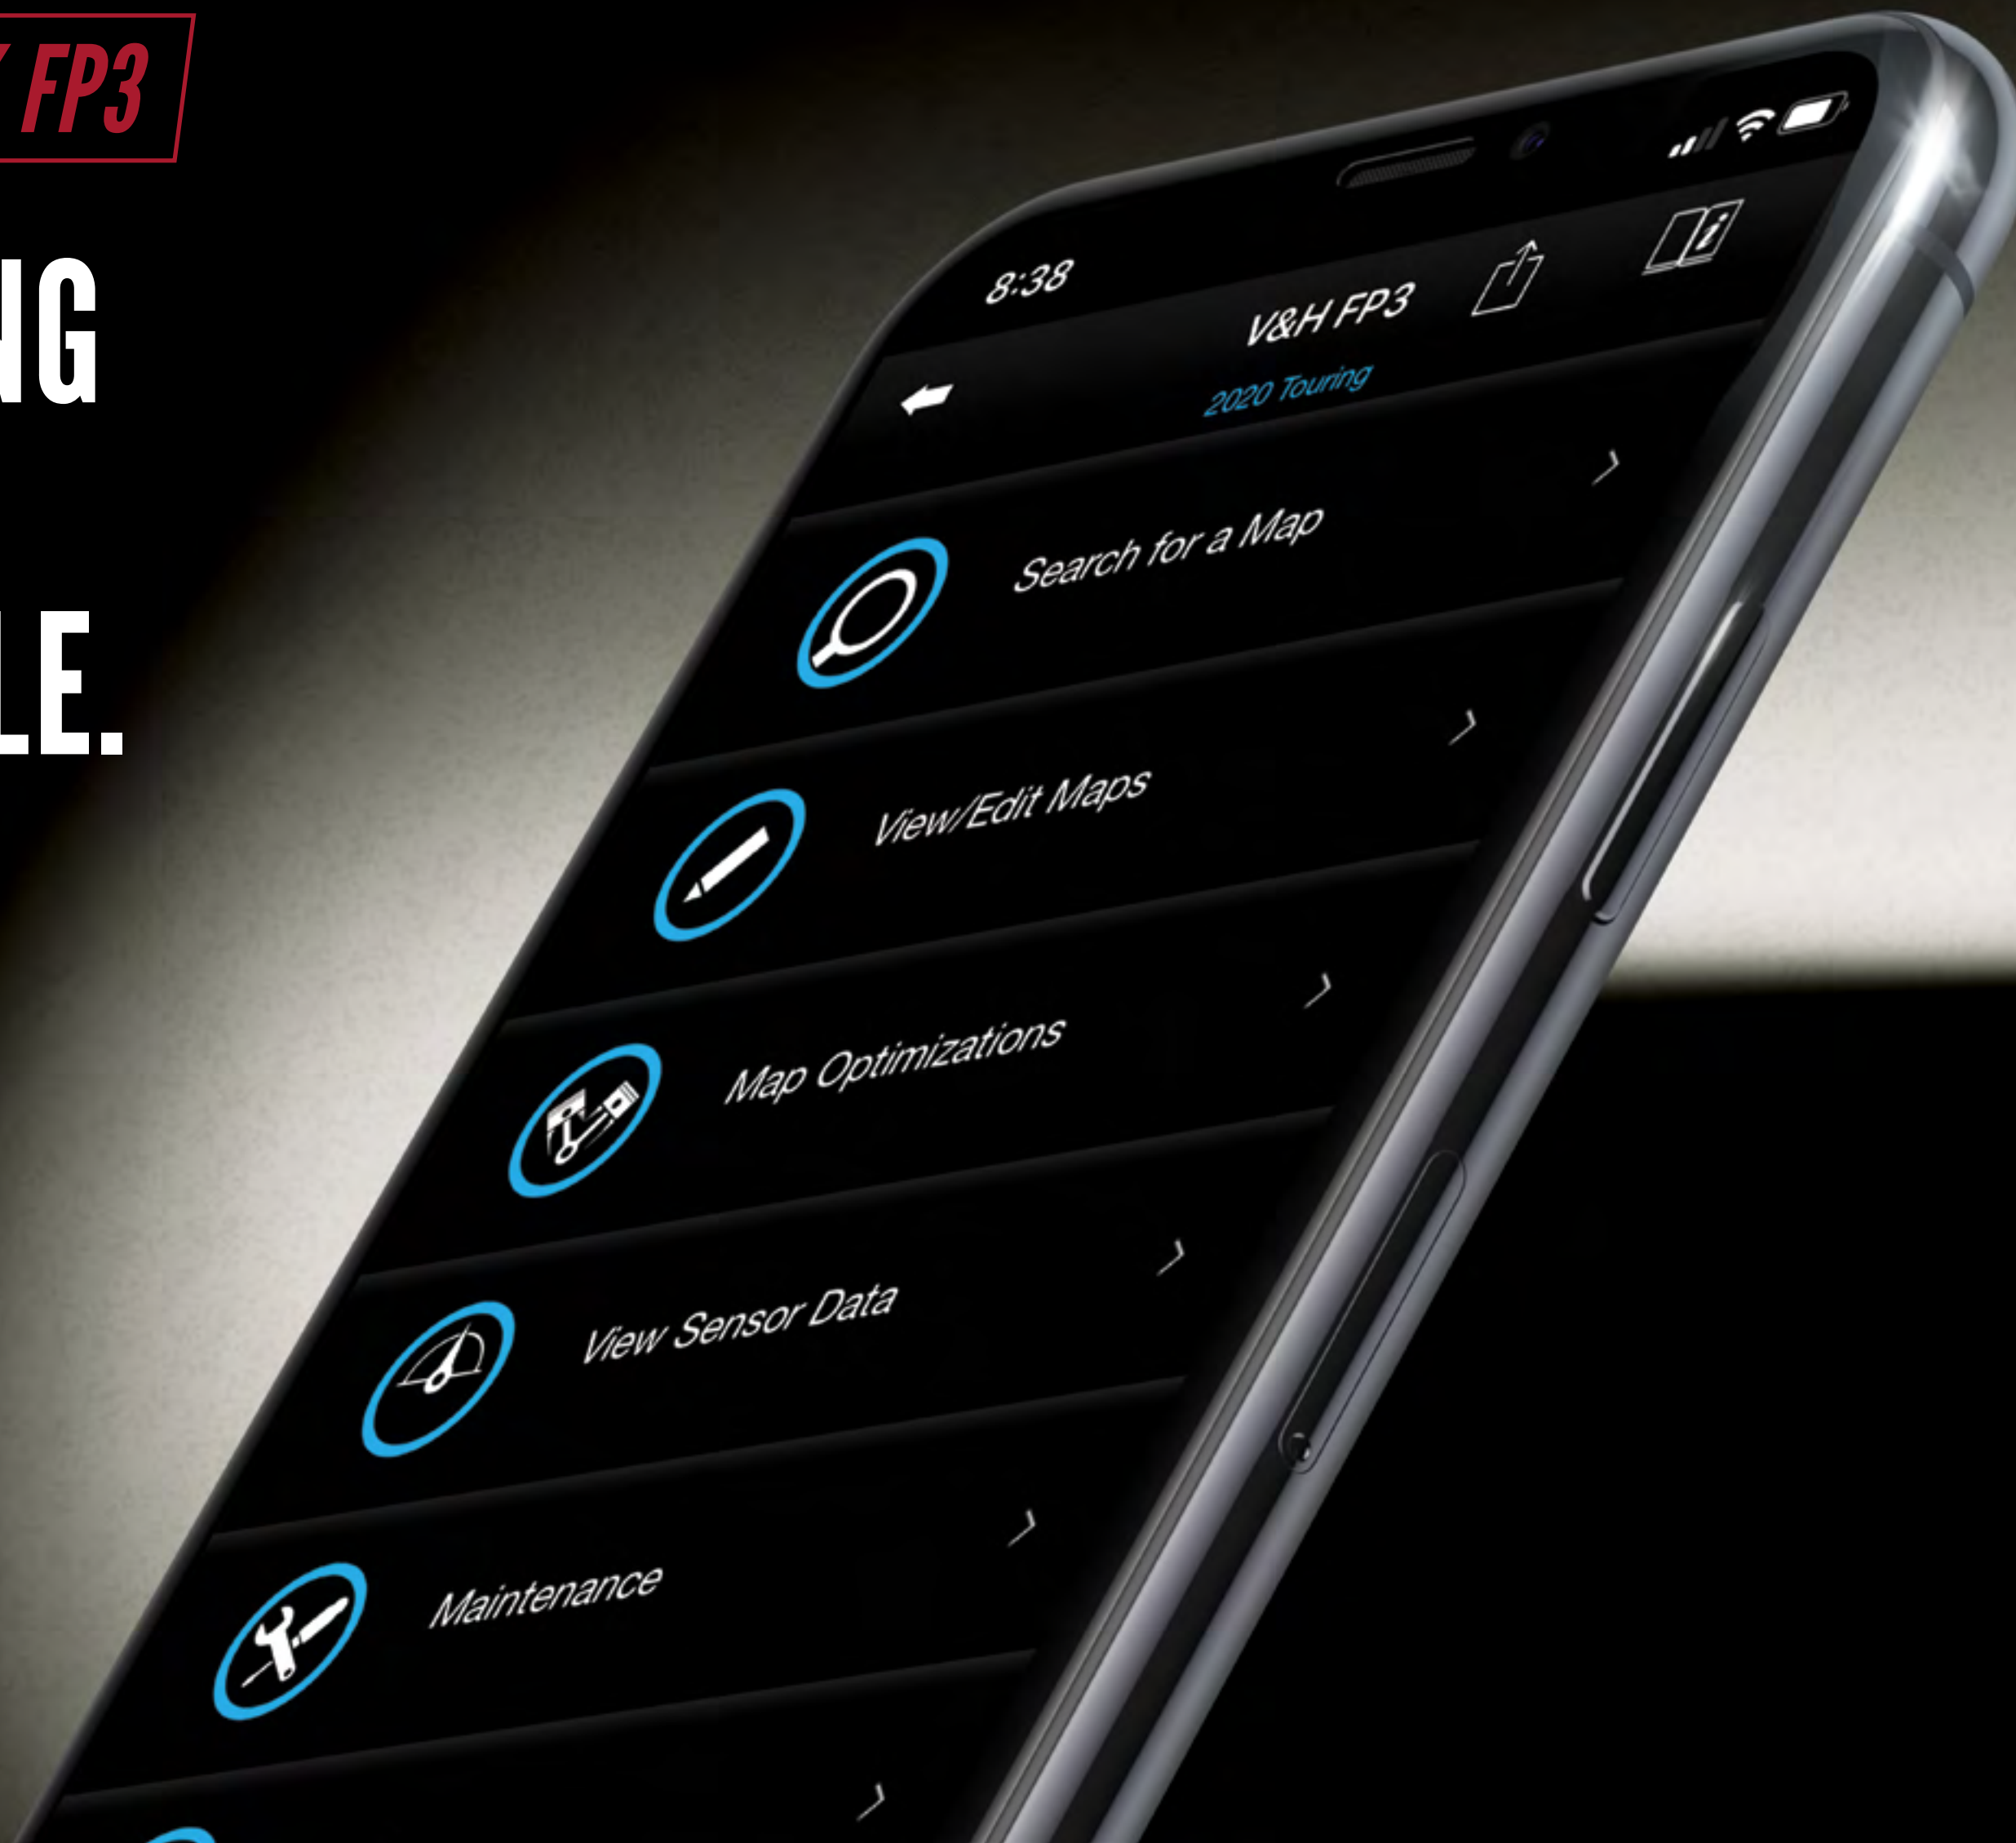 FP3
NG
LE.
8:38
V&H FP3
2020 Touring
Search for a Map
View/Edit Maps
Map Optimizations
View Sensor Data
Maintenance